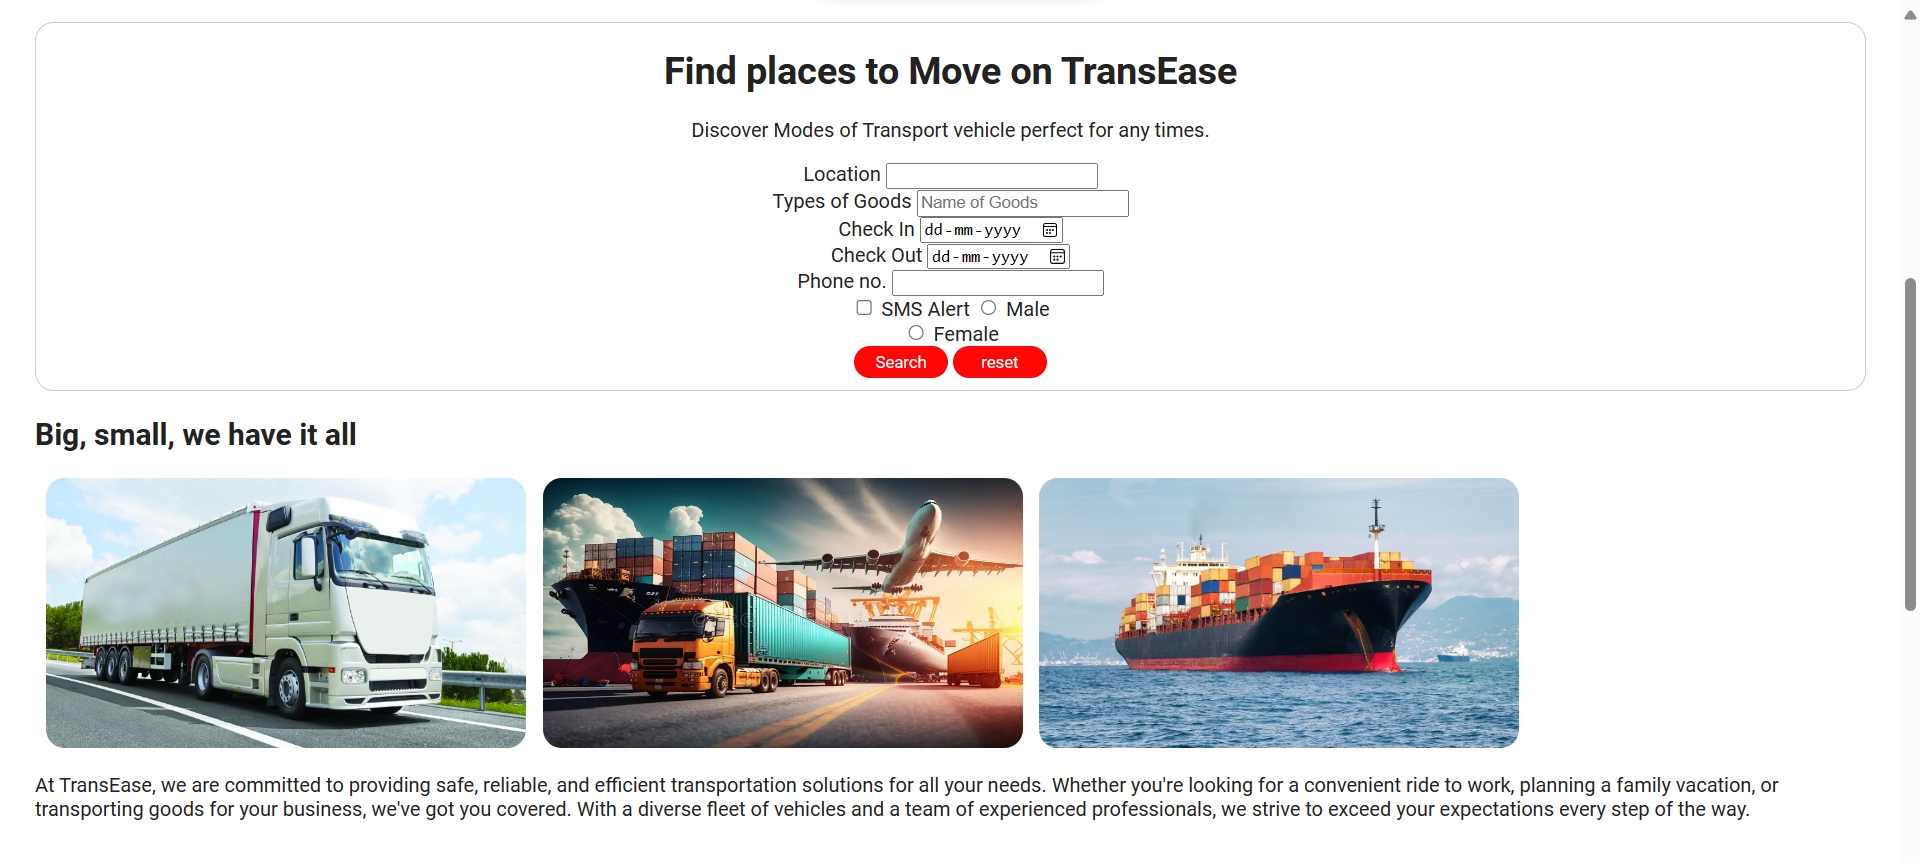 Find places to Move on TransEase
Discover Modes of Transport vehicle perfect for any times.
Location
Types of Goods Name of Goods
Check In dd-mm-yyyy
Check Out dd-mm-yyyy
Phone no.
SMS Alert Male
Female
Search reset
Big, small, we have it all
At TransEase, we are committed to providing safe, reliable, and efficient transportation solutions for all your needs. Whether you're looking for a convenient ride to work, planning a family vacation, or
transporting goods for your business, we've got you covered. With a diverse fleet of vehicles and a team of experienced professionals, we strive to exceed your expectations every step of the way.